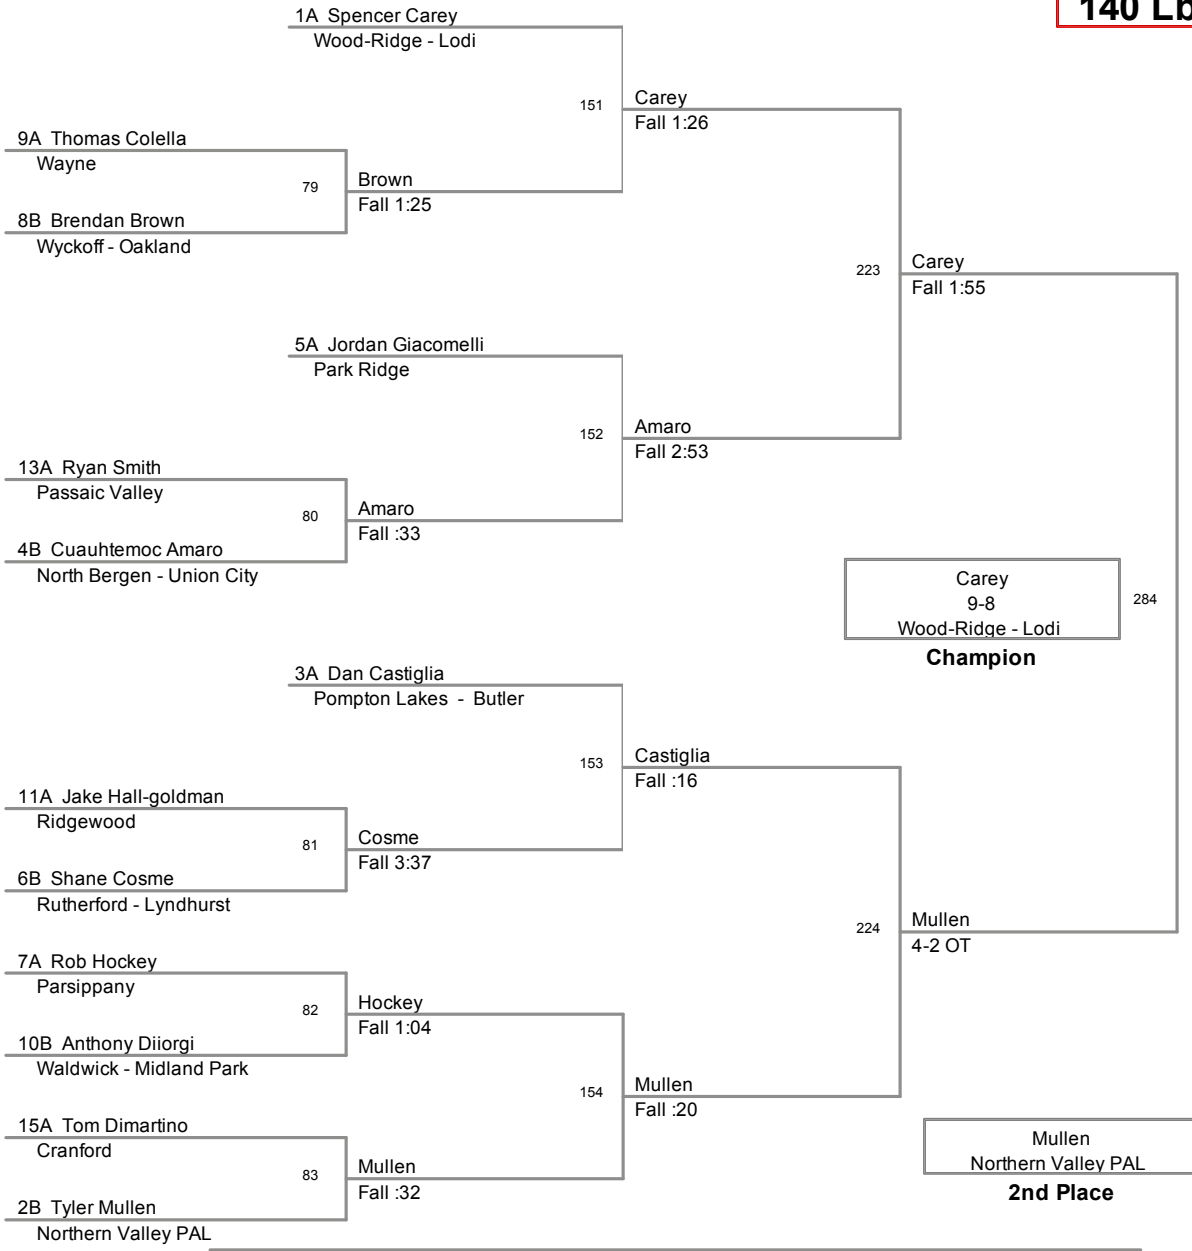 140 Lb
1A Spencer Carey
Wood-Ridge - Lodi
151
Carey
Fall 1:26
9A Thomas Colella
Wayne
79
Brown
Fall 1:25
8B Brendan Brown
Wyckoff - Oakland
223
Carey
Fall 1:55
5A Jordan Giacomelli
Park Ridge
152
Amaro
Fall 2:53
13A Ryan Smith
Passaic Valley
80
Amaro
Fall :33
4B Cuauhtemoc Amaro
North Bergen - Union City
Carey
9-8
Wood-Ridge - Lodi
Champion
284
3A Dan Castiglia
Pompton Lakes - Butler
153
Castiglia
Fall :16
11A Jake Hall-goldman
Ridgewood
81
Cosme
Fall 3:37
6B Shane Cosme
Rutherford - Lyndhurst
224
Mullen
4-2 OT
7A Rob Hockey
Parsippany
82
Hockey
Fall 1:04
10B Anthony Diiorgi
Waldwick - Midland Park
154
Mullen
Fall :20
15A Tom Dimartino
Cranford
83
Mullen
Fall :32
2B Tyler Mullen
Northern Valley PAL
Mullen
Northern Valley PAL
2nd Place